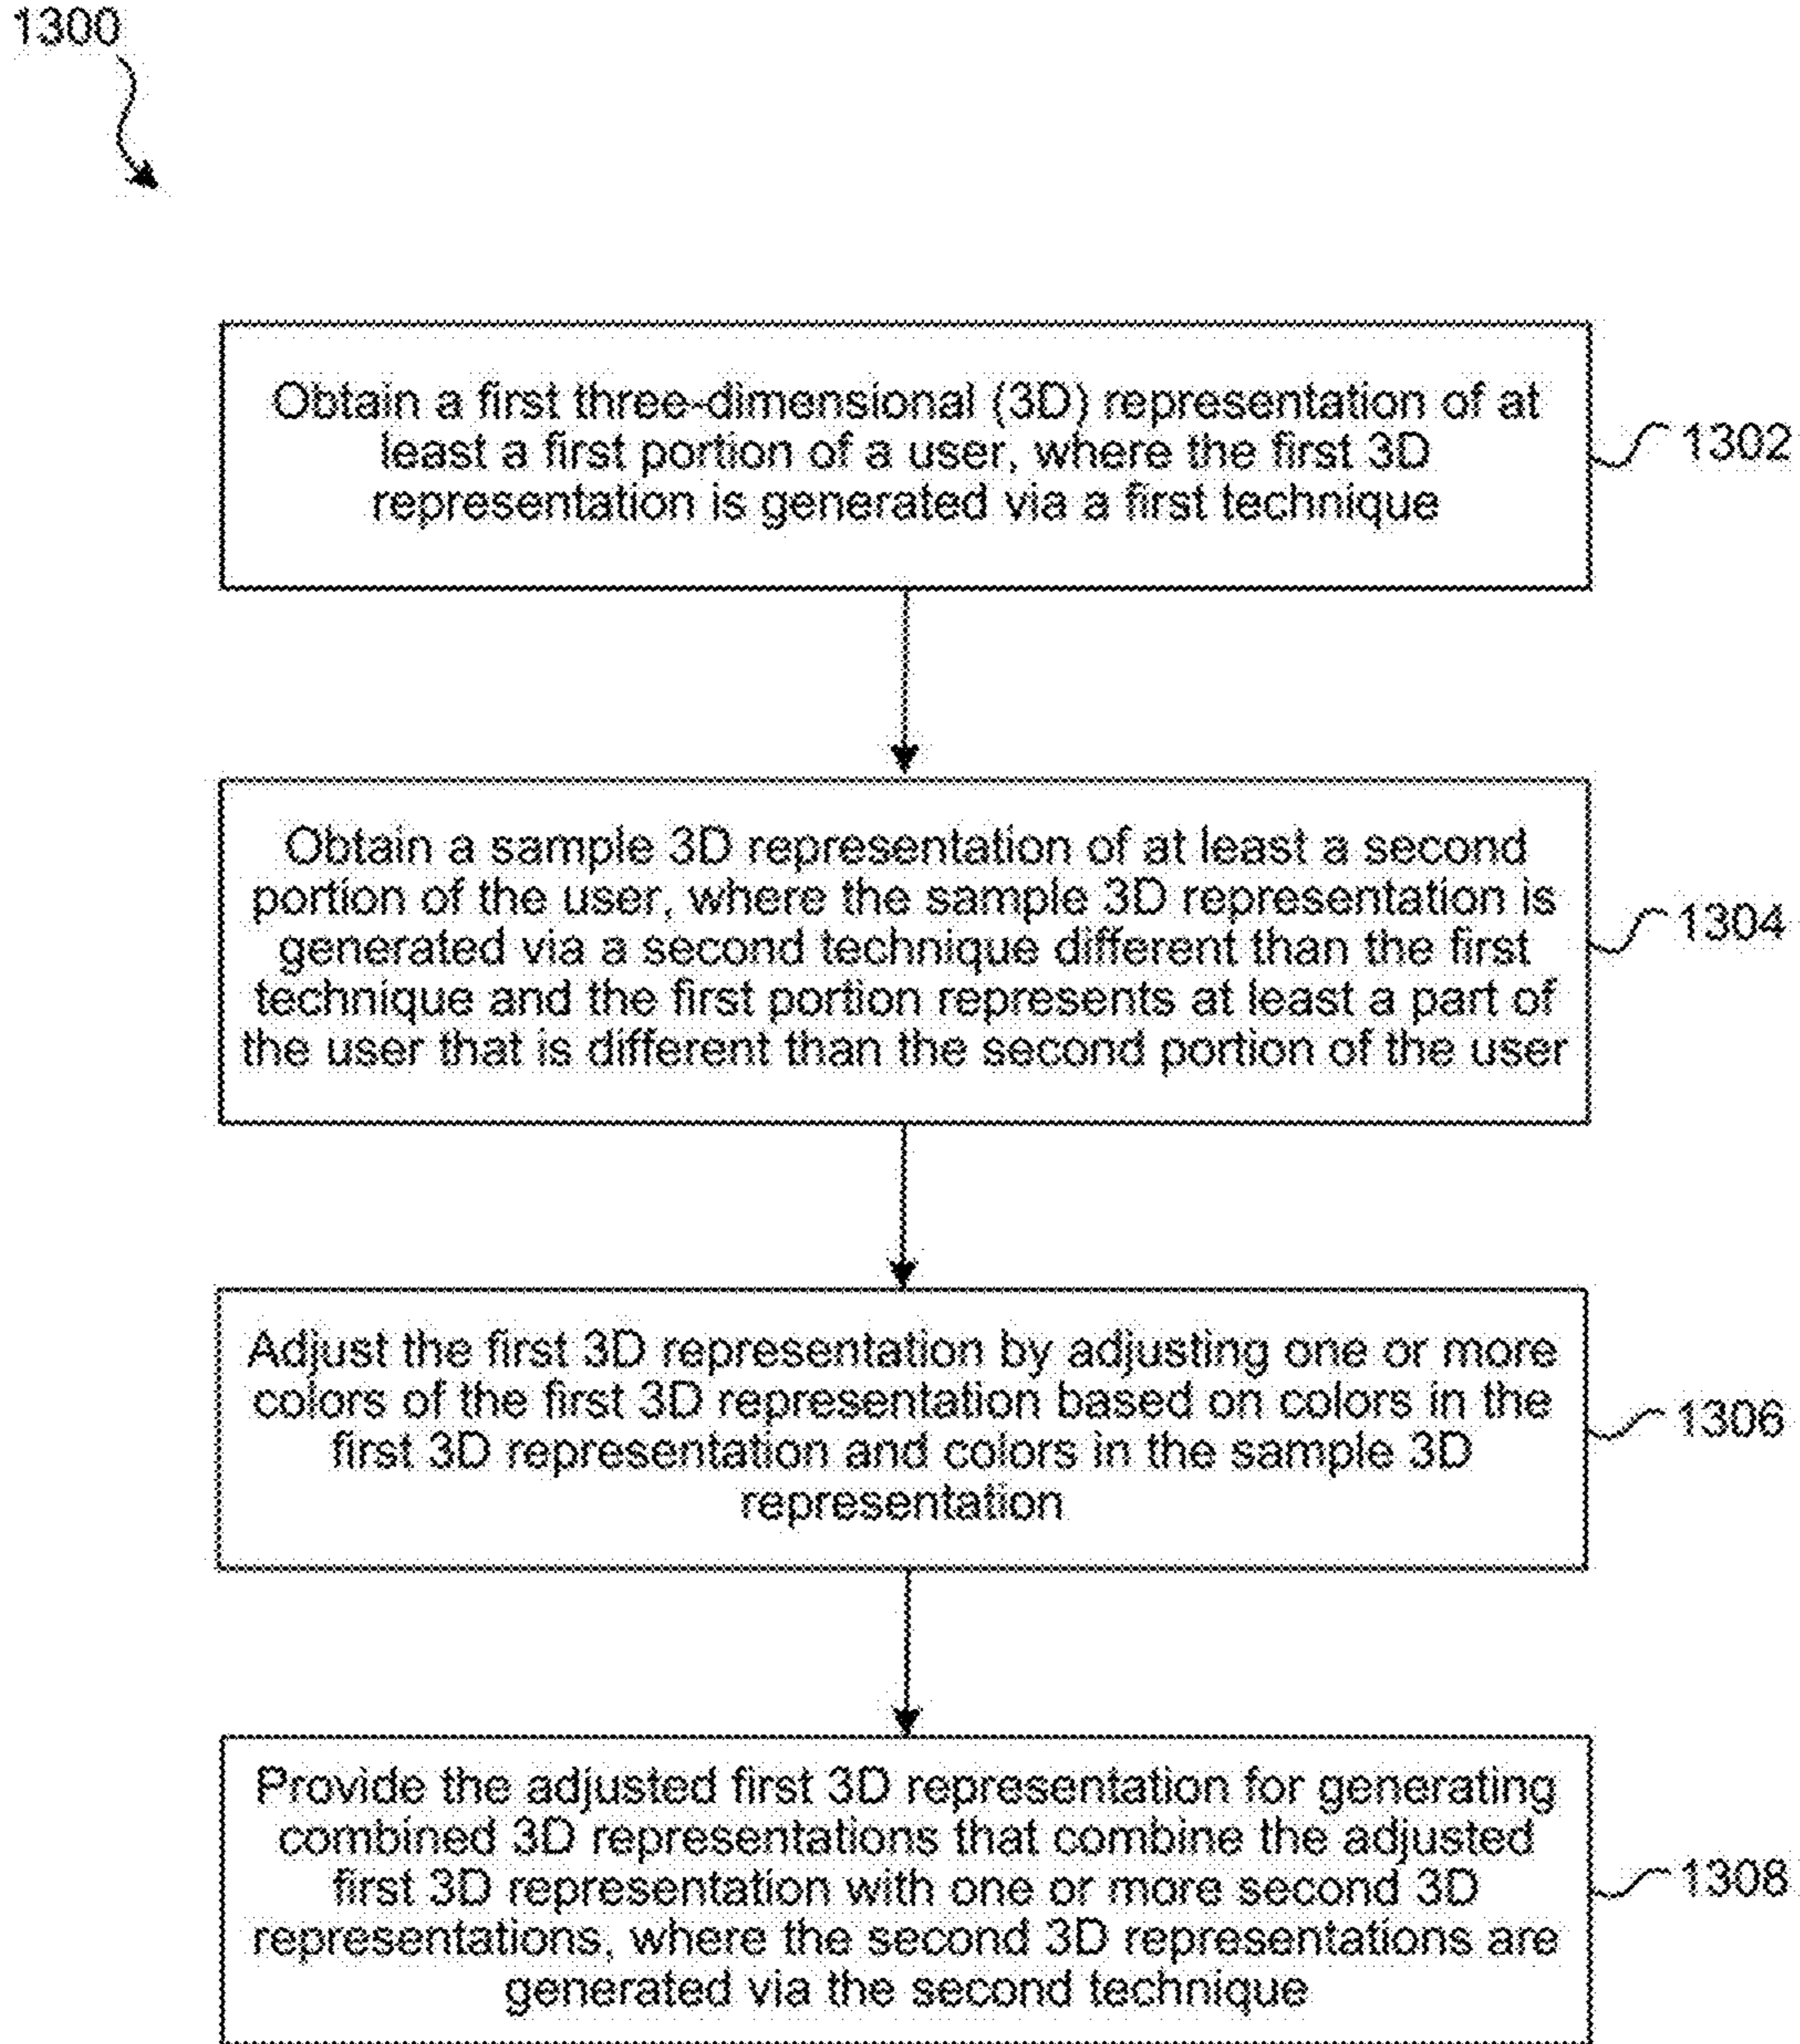 1300
Obtain a first three-dimensional (3D) representation of at
least a first portion of a user, where the first 3D
representation is generated via a first technique
1302
Obtain a sample 3D representation of at least a second
portion of the user, where the sample 3D representation is
generated via a second technique different than the first
technique and the first portion represents at least a part of
the user that is different than the second portion of the user
1304
Adjust the first 3D representation by adjusting one or more
colors of the first 3D representation based on colors in the
first 3D representation and colors in the sample 3D
representation
1306
Provide the adjusted first 3D representation for generating
combined 3D representations that combine the adjusted
first 3D representation with one or more second 3D
representations, where the second 3D representations are
generated via the second technique
1308